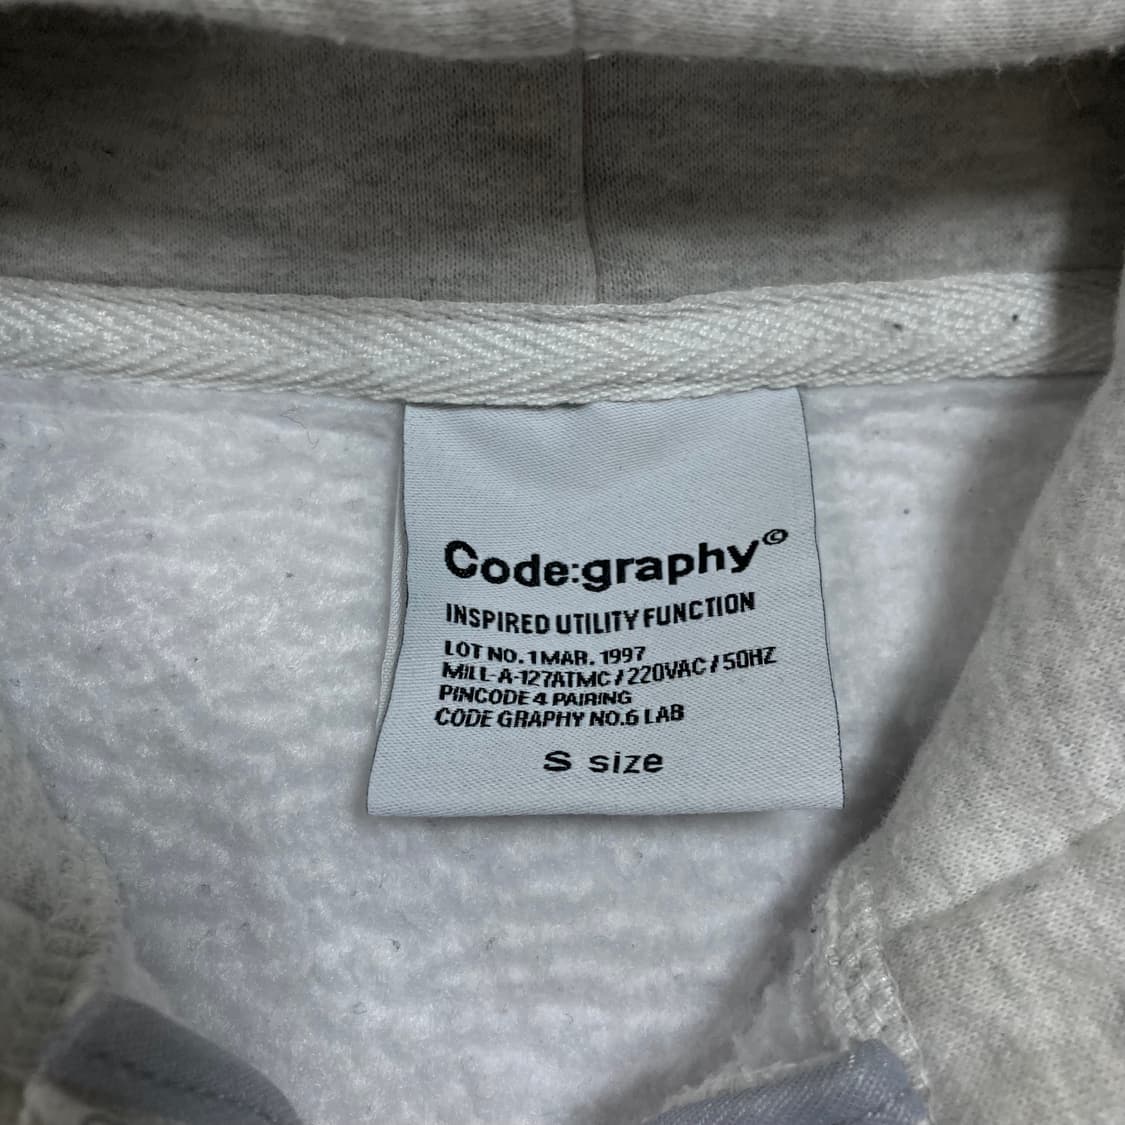 Code:graphy©
INSPIRED UTILITY FUNCTION
LOT NO. 1 MAR. 1997
MILL-A-127ATMC / 220VAC / 50HZ
PINCODE 4 PAIRING
CODE GRAPHY NO.6 LAB
S size